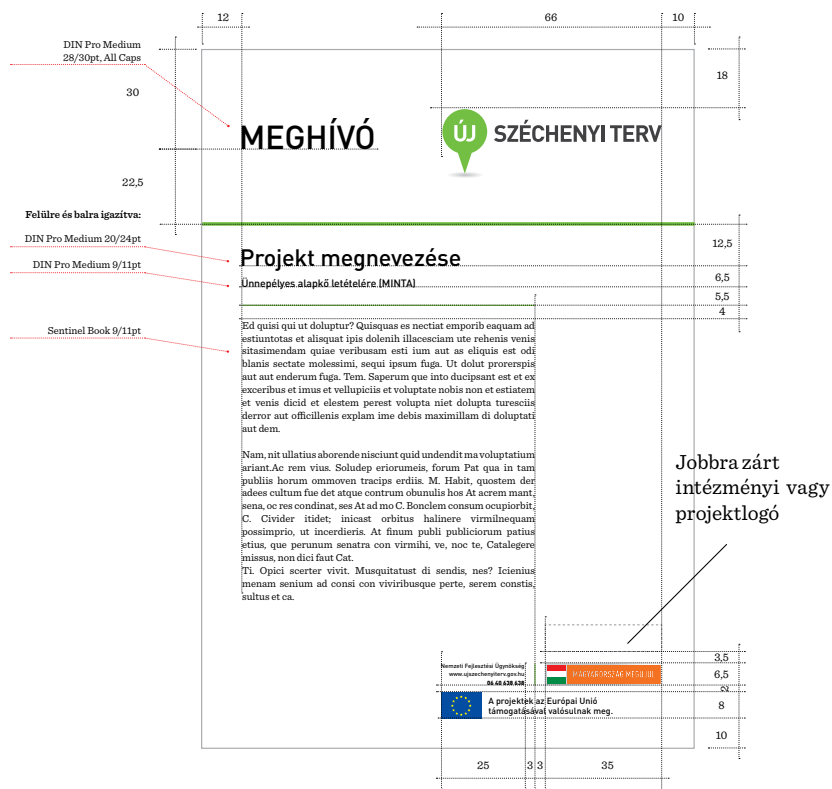 12
66
10
DIN Pro Medium
28/30pt, All Caps
18
30
MEGHÍVÓ
ÚJ SZÉCHENYI TERV
22,5
Felülre és balra igazítva:
DIN Pro Medium 20/24pt
12,5
Projekt megnevezése
DIN Pro Medium 9/11pt
6,5
Ünnepélyes alapkő letételére (MINTA)
5,5
4
Sentinel Book 9/11pt
Ed quisi qui ut doluptur? Quisquas es nectiat emporib eaquam ad
estiuntotas et alisquat ipis dolenih illacesciam ute rehenis venis
sitasimendam quiae veribusam esti ium aut as eliquis est odi
blanis sectate molessimi, sequi ipsum fuga. Ut dolut prorerspis
aut aut enderum fuga. Tem. Saperum que into ducipsant est et ex
exceribus et imus et vellupiciis et voluptate nobis non et estiatem
et venis dicid et elestem perest volupta niet dolupta turesciis
derror aut officillenis explam ime debis maximillam di doluptati
aut dem.
Nam, nit ullatius aborende nisciunt quid undendit ma voluptatium
ariant.Ac rem vius. Soludep eriorumeis, forum Pat qua in tam
publiis horum ommoven tracips erdiis. M. Habit, quostem der
adees cultum fue det atque contrum obunulis hos At acrem mant,
sena, oc res condinat, ses At ad mo C. Bonclem consum ocupiorbit,
C. Civider itidet; inicast orbitus halinere virmilnequam
possimprio, ut incerdieris. At finum publi publiciorum patius
etius, que perunum senatra con virmihi, ve, noc te, Catalegere
missus, non dici faut Cat.
Ti. Opici scerter vivit. Musquitatust di sendis, nes? Icienius
menam senium ad consi con viviribusque perte, serem constis,
sultus et ca.
Jobbra zárt
intézményi vagy
projektlogó
3,5
Nemzeti Fejlesztési Ügynökség
www.ujszechenyiterv.gov.hu
06 40 638 638
MAGYARORSZÁG MEGÚJUL
6,5
2
A projektek az Európai Unió
támogatásával valósulnak meg.
8
10
25
3 3
35